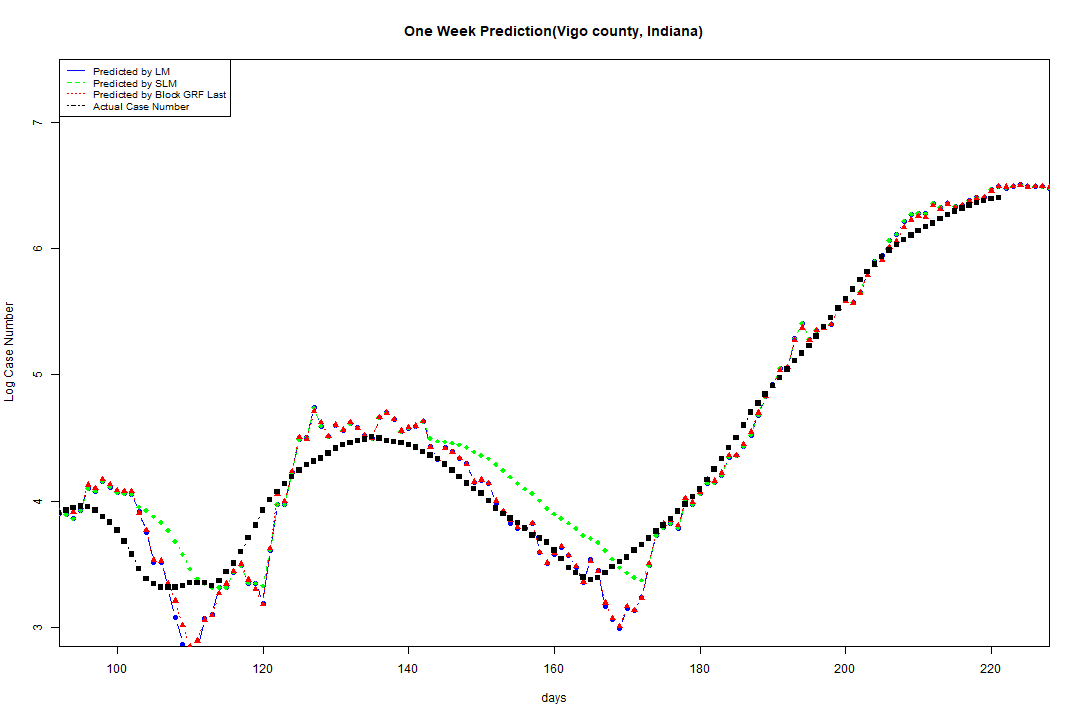 One Week Prediction(Vigo county, Indiana)
Predicted by LM
Predicted by SLM
Predicted by Block GRF Last
Actual Case Number
7
6
5
4
3
Log Case Number
100 120 140 160 180 200 220
days